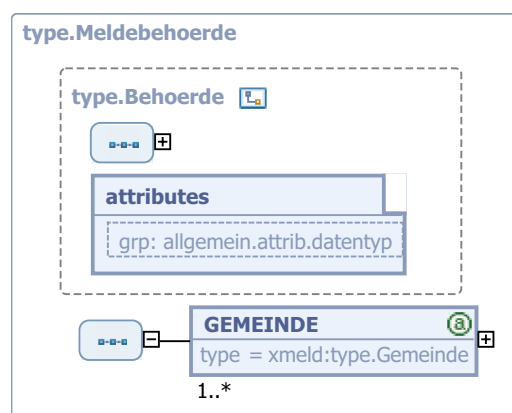 type.Meldebehoerde
type.Behoerde
attributes
grp: allgemein.attrib.datentyp
GEMEINDE @
type = xmeld:type.Gemeinde
1..*